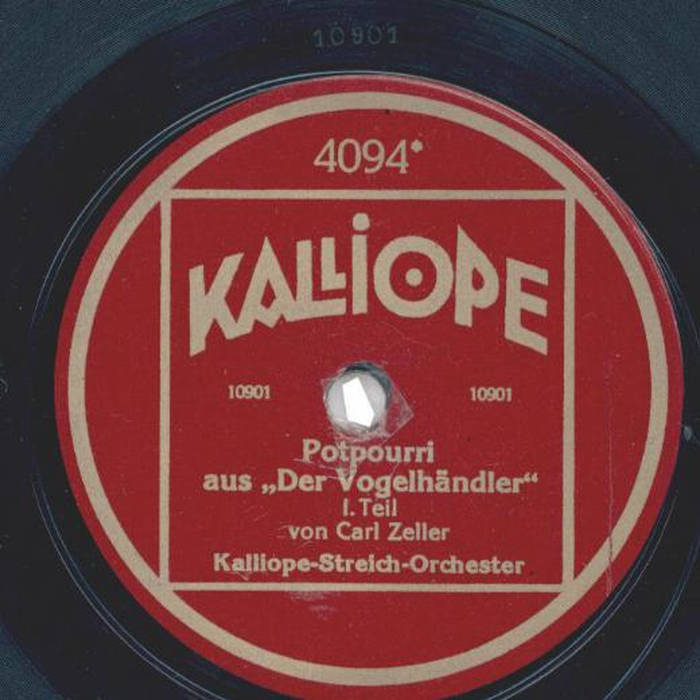 10901
4094*
KALLIOPE
10901 10901
Potpourri
aus „Der Vogelhändler“
I. Teil
von Carl Zeller
Kalliope-Streich-Orchester